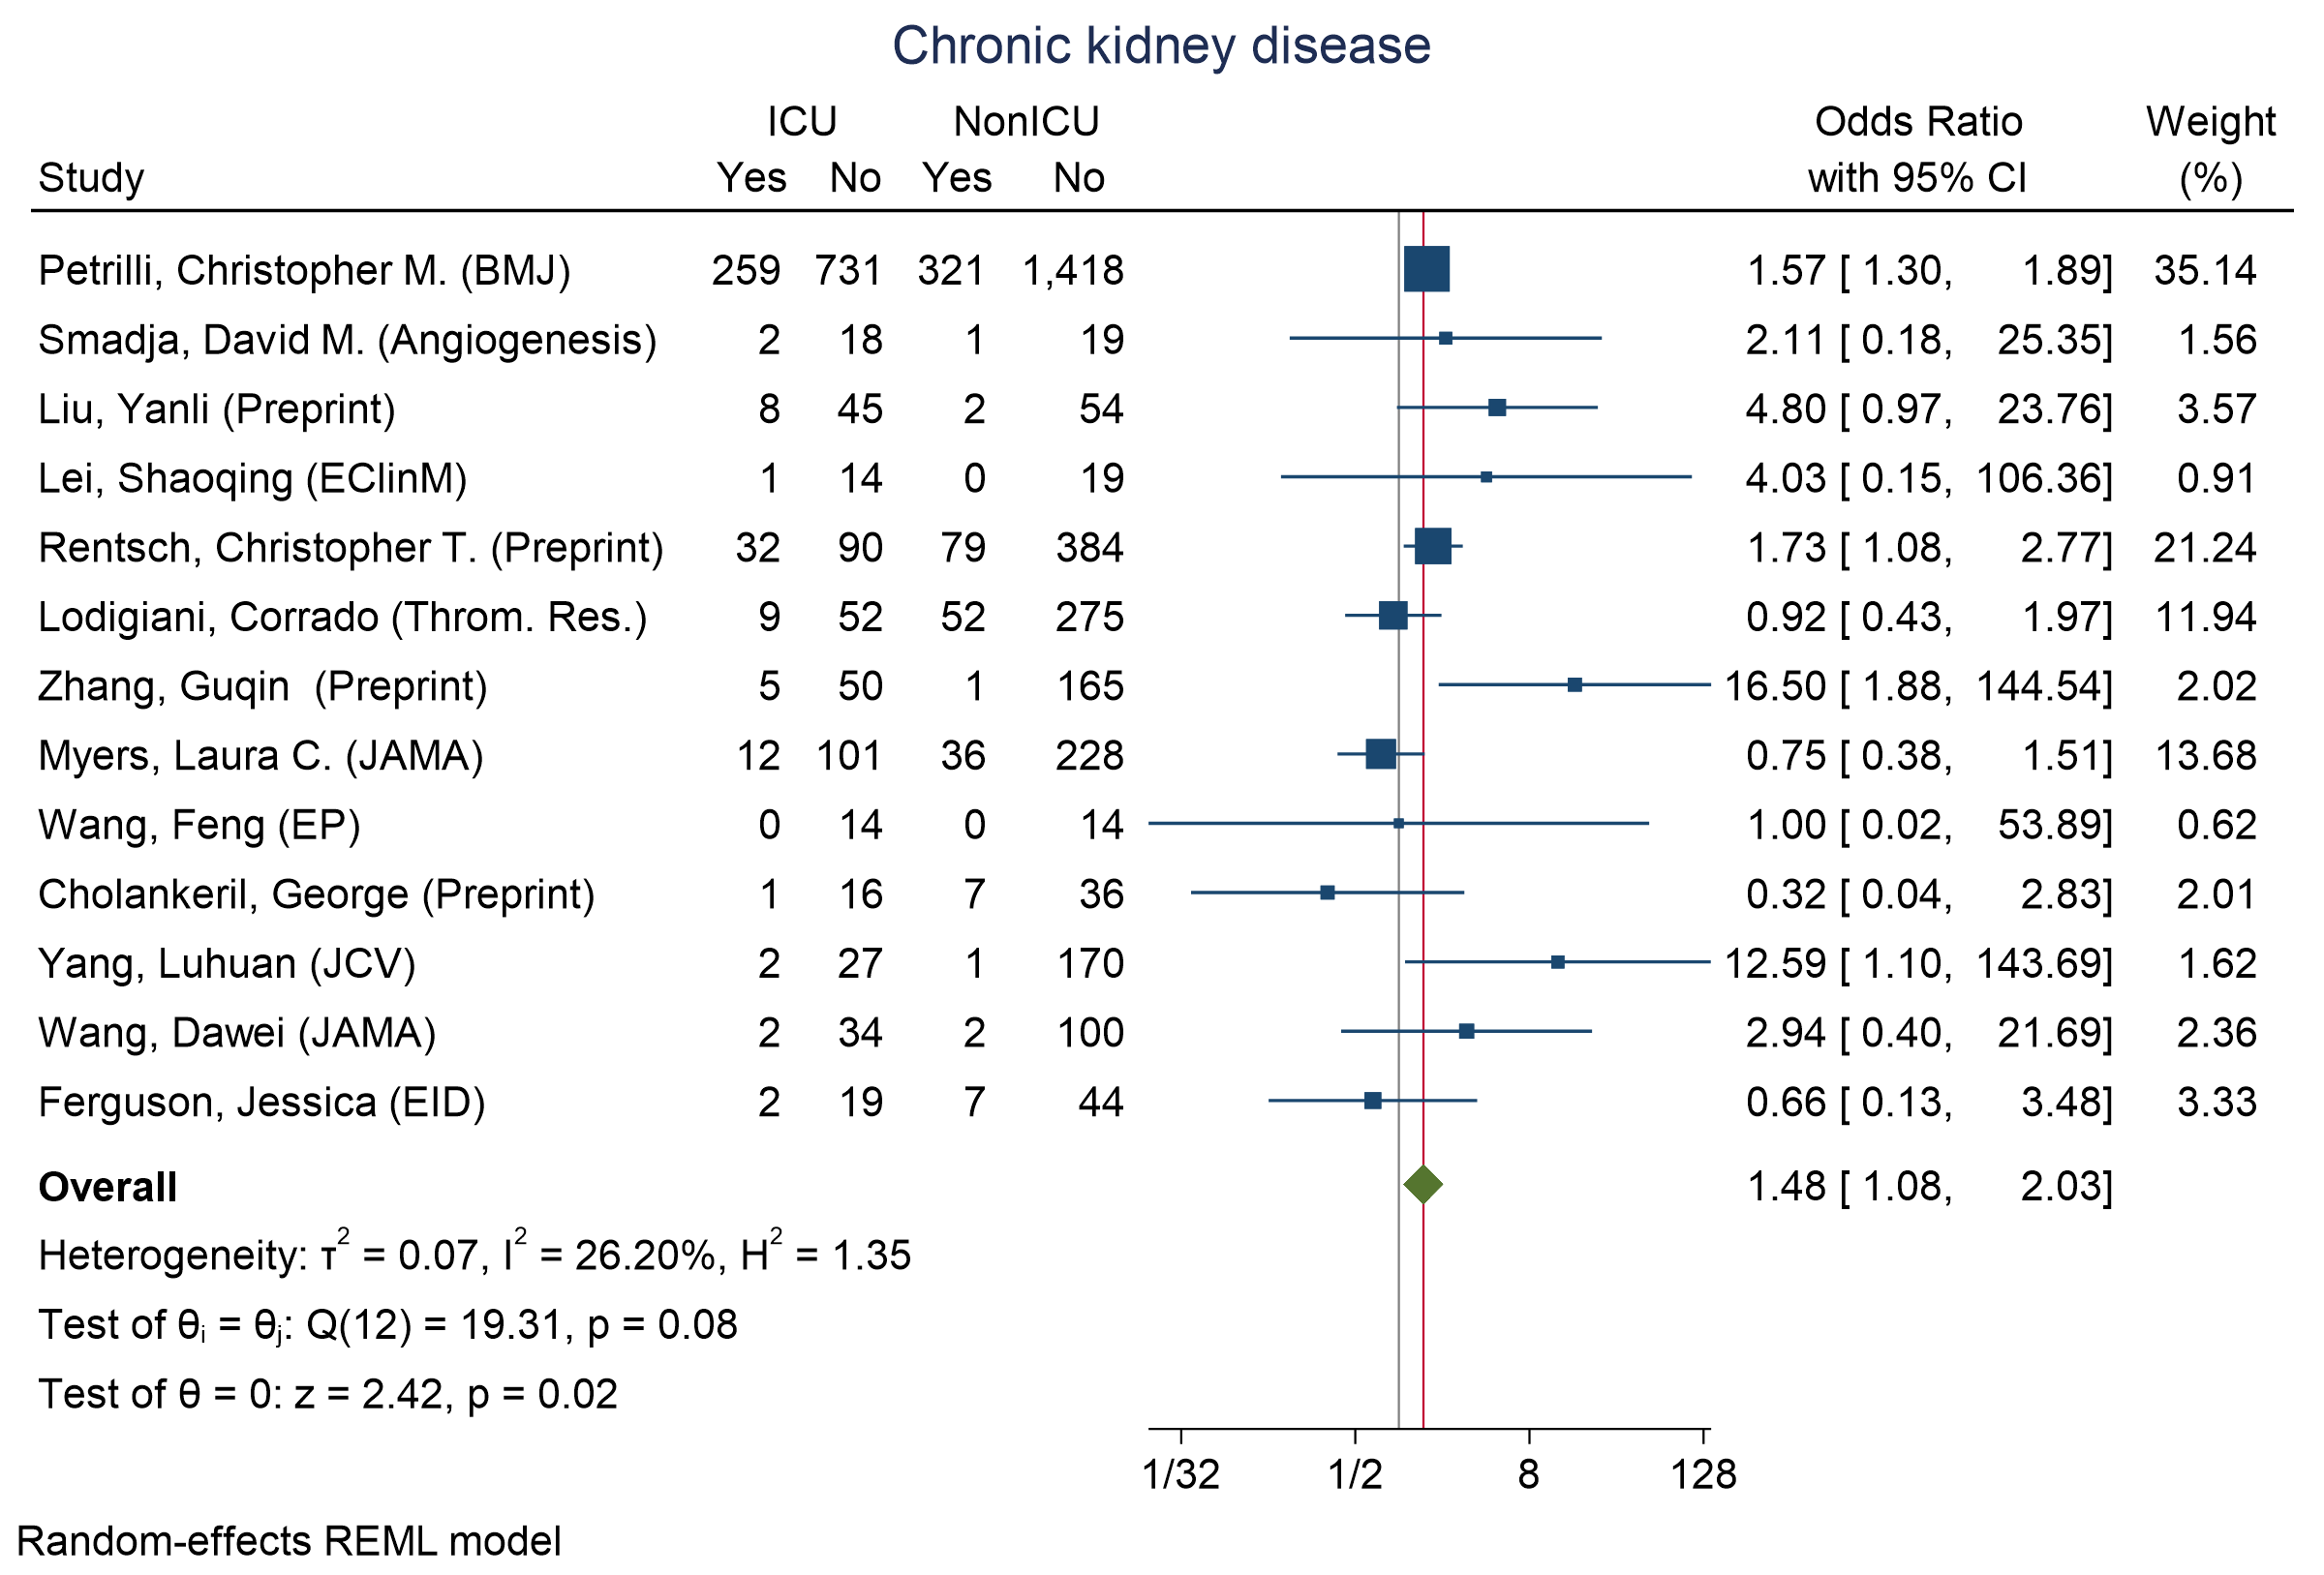 Chronic kidney disease
ICU NonICU Odds Ratio Weight
Study Yes No Yes No with 95% CI (%)
Petrilli, Christopher M. (BMJ) 259 731 321 1,418 1.57 [ 1.30, 1.89] 35.14
Smadja, David M. (Angiogenesis) 2 18 1 19 2.11 [ 0.18, 25.35] 1.56
Liu, Yanli (Preprint) 8 45 2 54 4.80 [ 0.97, 23.76] 3.57
Lei, Shaoqing (EClinM) 1 14 0 19 4.03 [ 0.15, 106.36] 0.91
Rentsch, Christopher T. (Preprint) 32 90 79 384 1.73 [ 1.08, 2.77] 21.24
Lodigiani, Corrado (Throm. Res.) 9 52 52 275 0.92 [ 0.43, 1.97] 11.94
Zhang, Guqin (Preprint) 5 50 1 165 16.50 [ 1.88, 144.54] 2.02
Myers, Laura C. (JAMA) 12 101 36 228 0.75 [ 0.38, 1.51] 13.68
Wang, Feng (EP) 0 14 0 14 1.00 [ 0.02, 53.89] 0.62
Cholankeril, George (Preprint) 1 16 7 36 0.32 [ 0.04, 2.83] 2.01
Yang, Luhuan (JCV) 2 27 1 170 12.59 [ 1.10, 143.69] 1.62
Wang, Dawei (JAMA) 2 34 2 100 2.94 [ 0.40, 21.69] 2.36
Ferguson, Jessica (EID) 2 19 7 44 0.66 [ 0.13, 3.48] 3.33
Overall 1.48 [ 1.08, 2.03]
Heterogeneity: τ² = 0.07, I² = 26.20%, H² = 1.35
Test of θᵢ = θⱼ: Q(12) = 19.31, p = 0.08
Test of θ = 0: z = 2.42, p = 0.02
1/32 1/2 8 128
Random-effects REML model